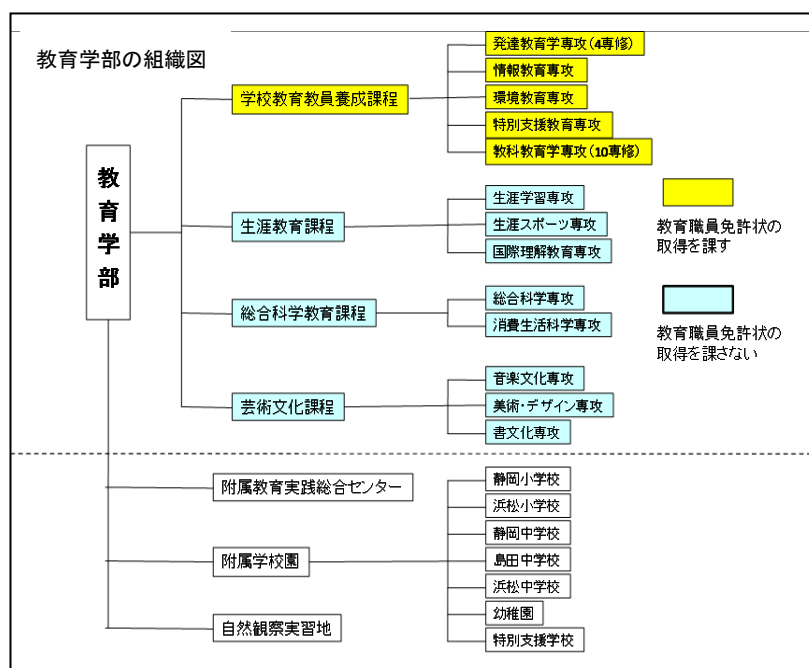 教育学部の組織図
教育学部
学校教育教員養成課程
発達教育学専攻(4専修)
情報教育専攻
環境教育専攻
特別支援教育専攻
教科教育学専攻(10専修)
生涯教育課程
生涯学習専攻
生涯スポーツ専攻
国際理解教育専攻
総合科学教育課程
総合科学専攻
消費生活科学専攻
芸術文化課程
音楽文化専攻
美術・デザイン専攻
書文化専攻
教育職員免許状の
取得を課す
教育職員免許状の
取得を課さない
附属教育実践総合センター
附属学校園
静岡小学校
浜松小学校
静岡中学校
島田中学校
浜松中学校
幼稚園
特別支援学校
自然観察実習地